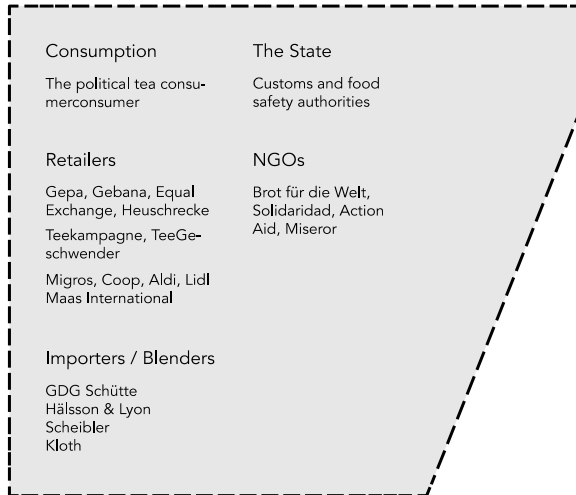 Consumption
The political tea consu-
merconsumer
The State
Customs and food
safety authorities
Retailers
Gepa, Gebana, Equal
Exchange, Heuschrecke
Teekampagne, TeeGe-
schwender
Migros, Coop, Aldi, Lidl
Maas International
NGOs
Brot für die Welt,
Solidaridad, Action
Aid, Miseror
Importers / Blenders
GDG Schütte
Hälsson & Lyon
Scheibler
Kloth